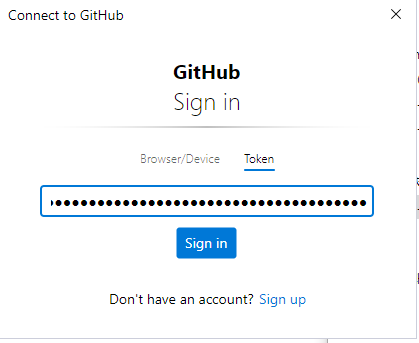 Connect to GitHub
GitHub
Sign in
Browser/Device Token
Sign in
Don't have an account? Sign up